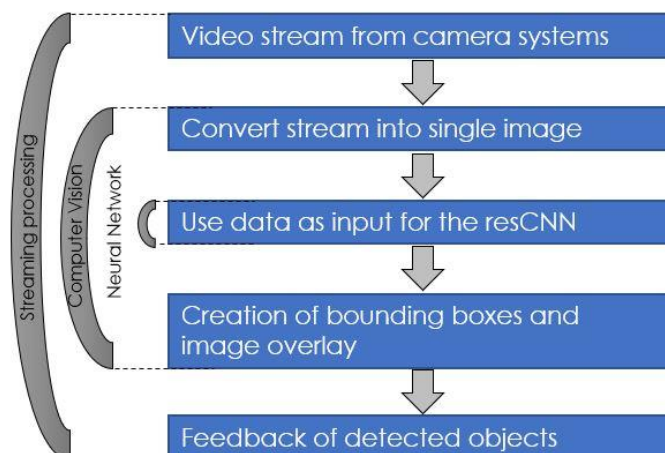 Video stream from camera systems
Convert stream into single image
Use data as input for the resCNN
Creation of bounding boxes and
image overlay
Feedback of detected objects
Streaming processing
Computer Vision
Neural Network